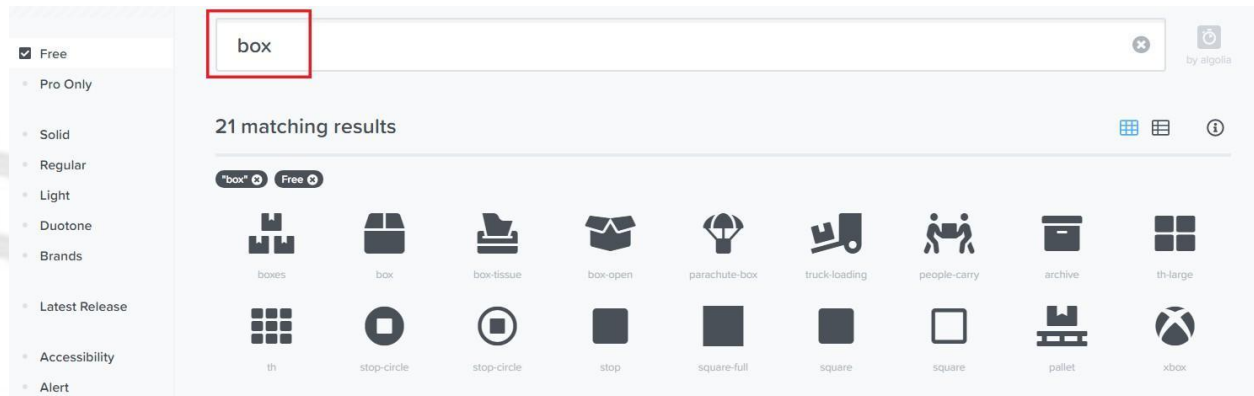 Free
Pro Only
Solid
Regular
Light
Duotone
Brands
Latest Release
Accessibility
Alert
box
by algolia
21 matching results
"box" Free
boxes box box-tissue box-open parachute-box truck-loading people-carry archive th-large
th stop-circle stop-circle stop square-full square square pallet xbox